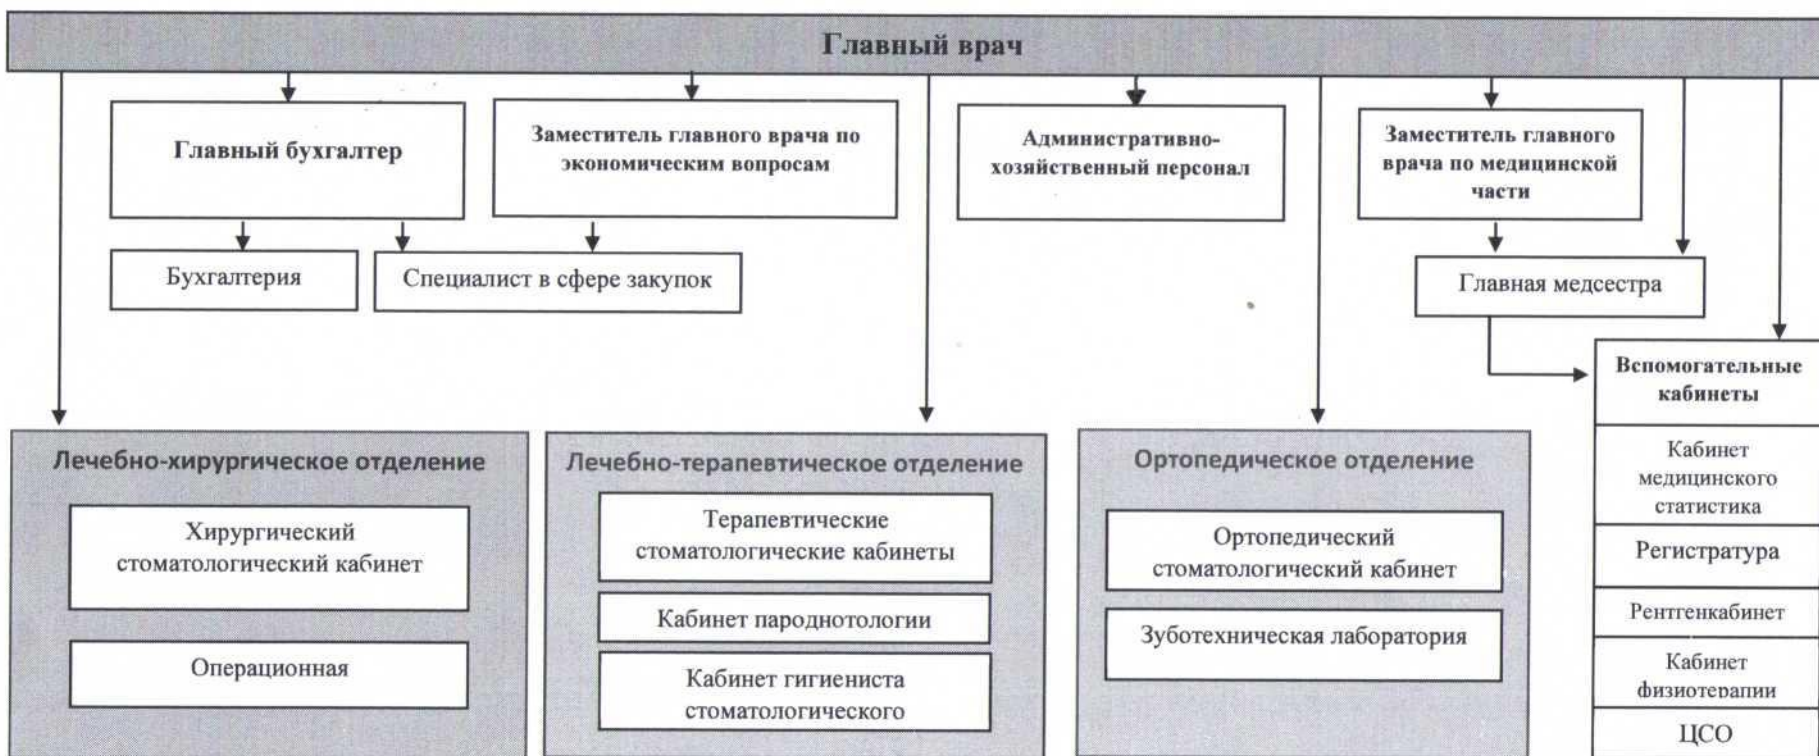 Главный врач
Главный бухгалтер
Заместитель главного врача по
экономическим вопросам
Административно-
хозяйственный персонал
Заместитель главного
врача по медицинской
части
Бухгалтерия
Специалист в сфере закупок
Главная медсестра
Лечебно-хирургическое отделение
Хирургический
стоматологический кабинет
Операционная
Лечебно-терапевтическое отделение
Терапевтические
стоматологические кабинеты
Кабинет пароднотологии
Кабинет гигиениста
стоматологического
Ортопедическое отделение
Ортопедический
стоматологический кабинет
Зуботехническая лаборатория
Вспомогательные
кабинеты
Кабинет
медицинского
статистика
Регистратура
Рентгенкабинет
Кабинет
физиотерапии
ЦСО